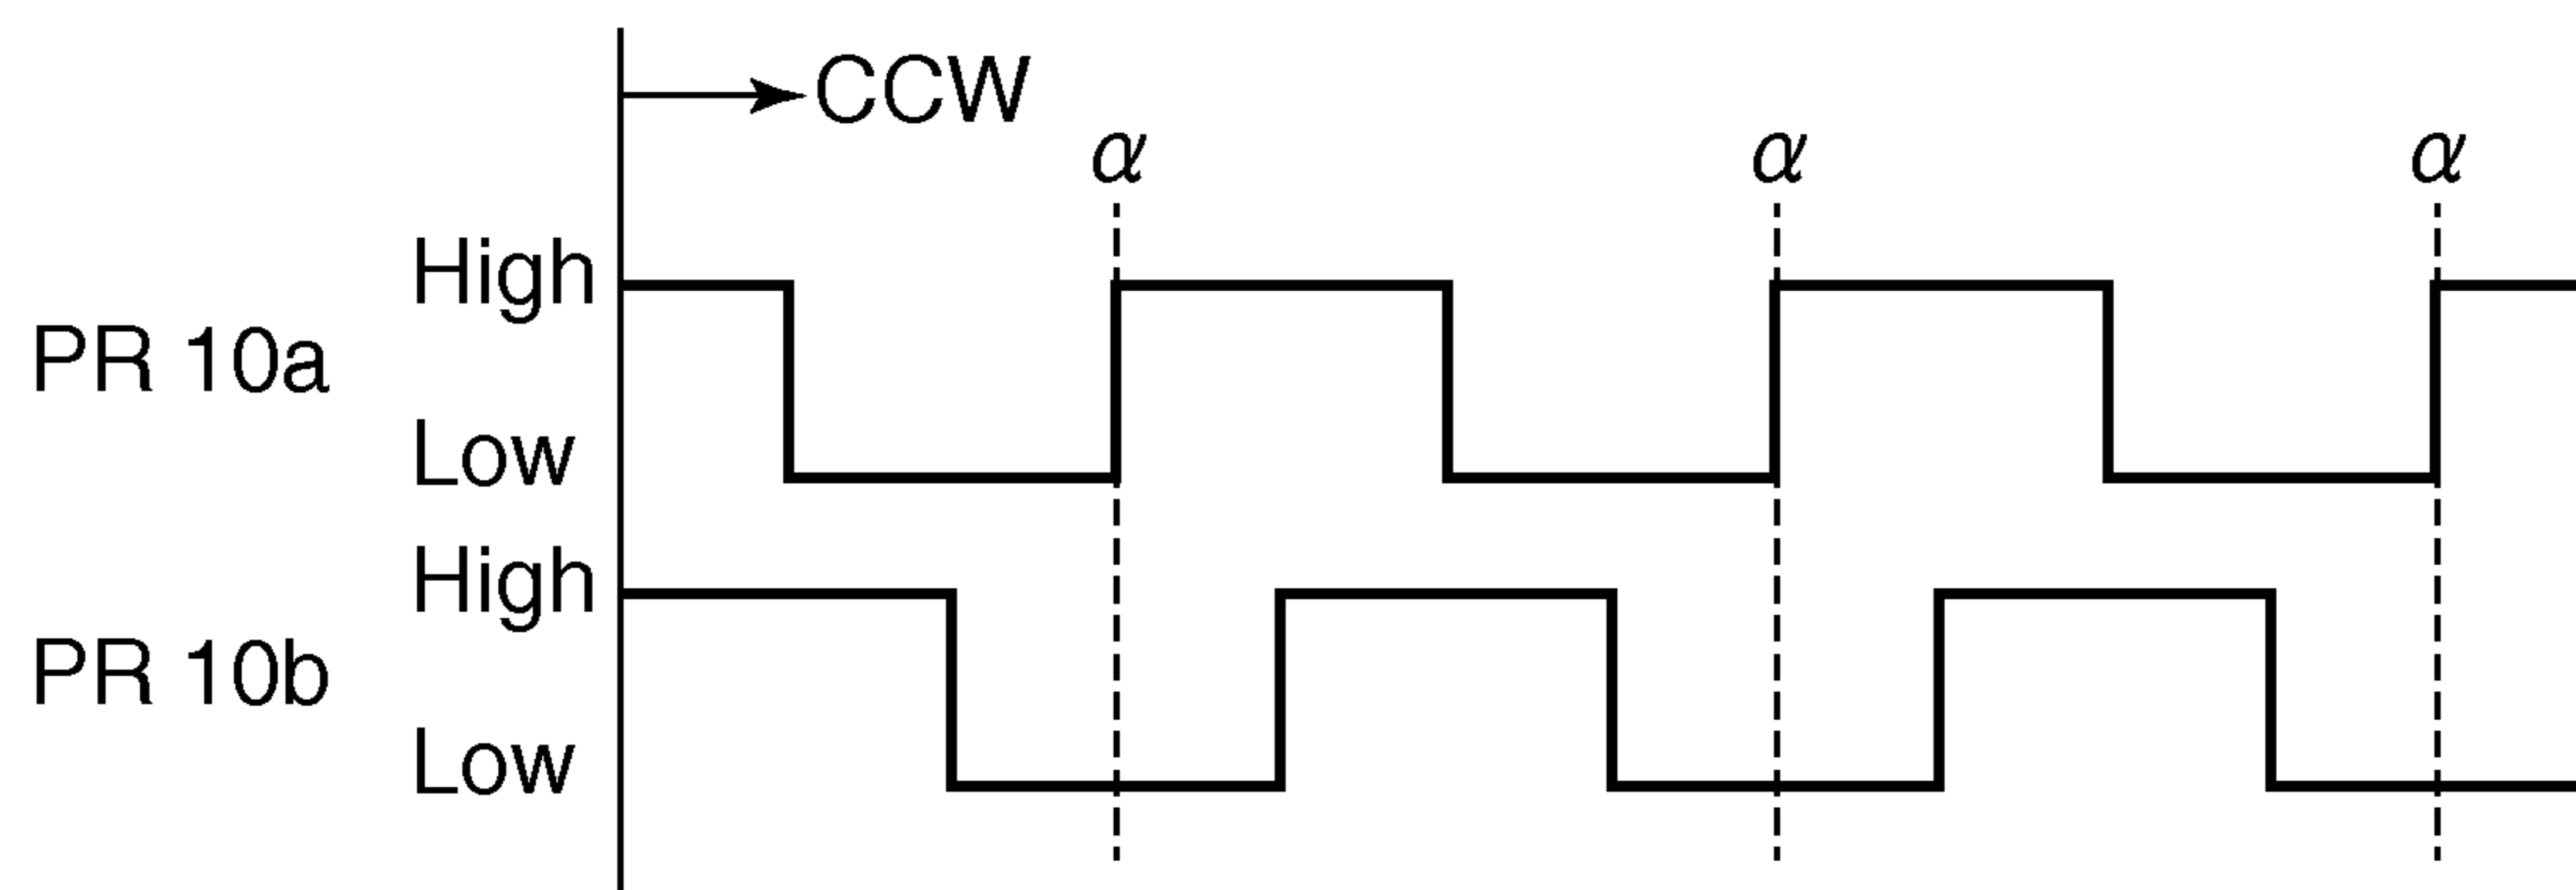 CCW
α α α
High
PR 10a
Low
High
PR 10b
Low